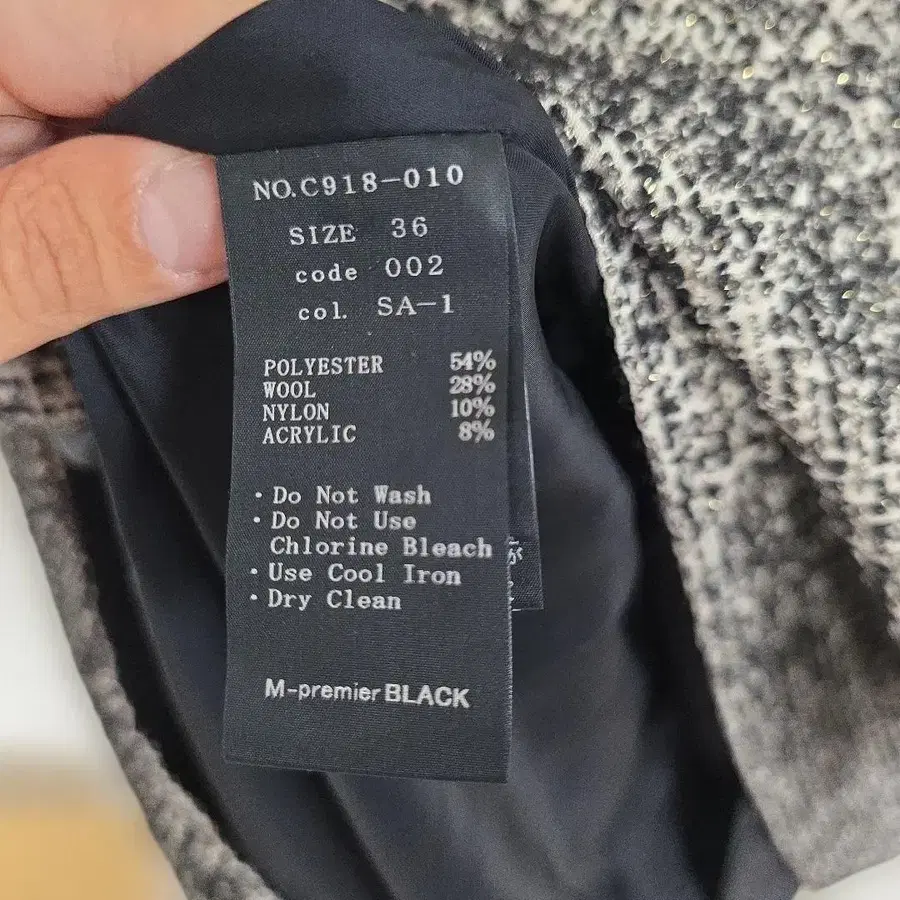 NO.C918-010
SIZE 36
code 002
col. SA-1
POLYESTER 54%
WOOL 28%
NYLON 10%
ACRYLIC 8%
・Do Not Wash
・Do Not Use
Chlorine Bleach
・Use Cool Iron
・Dry Clean
M-premier BLACK